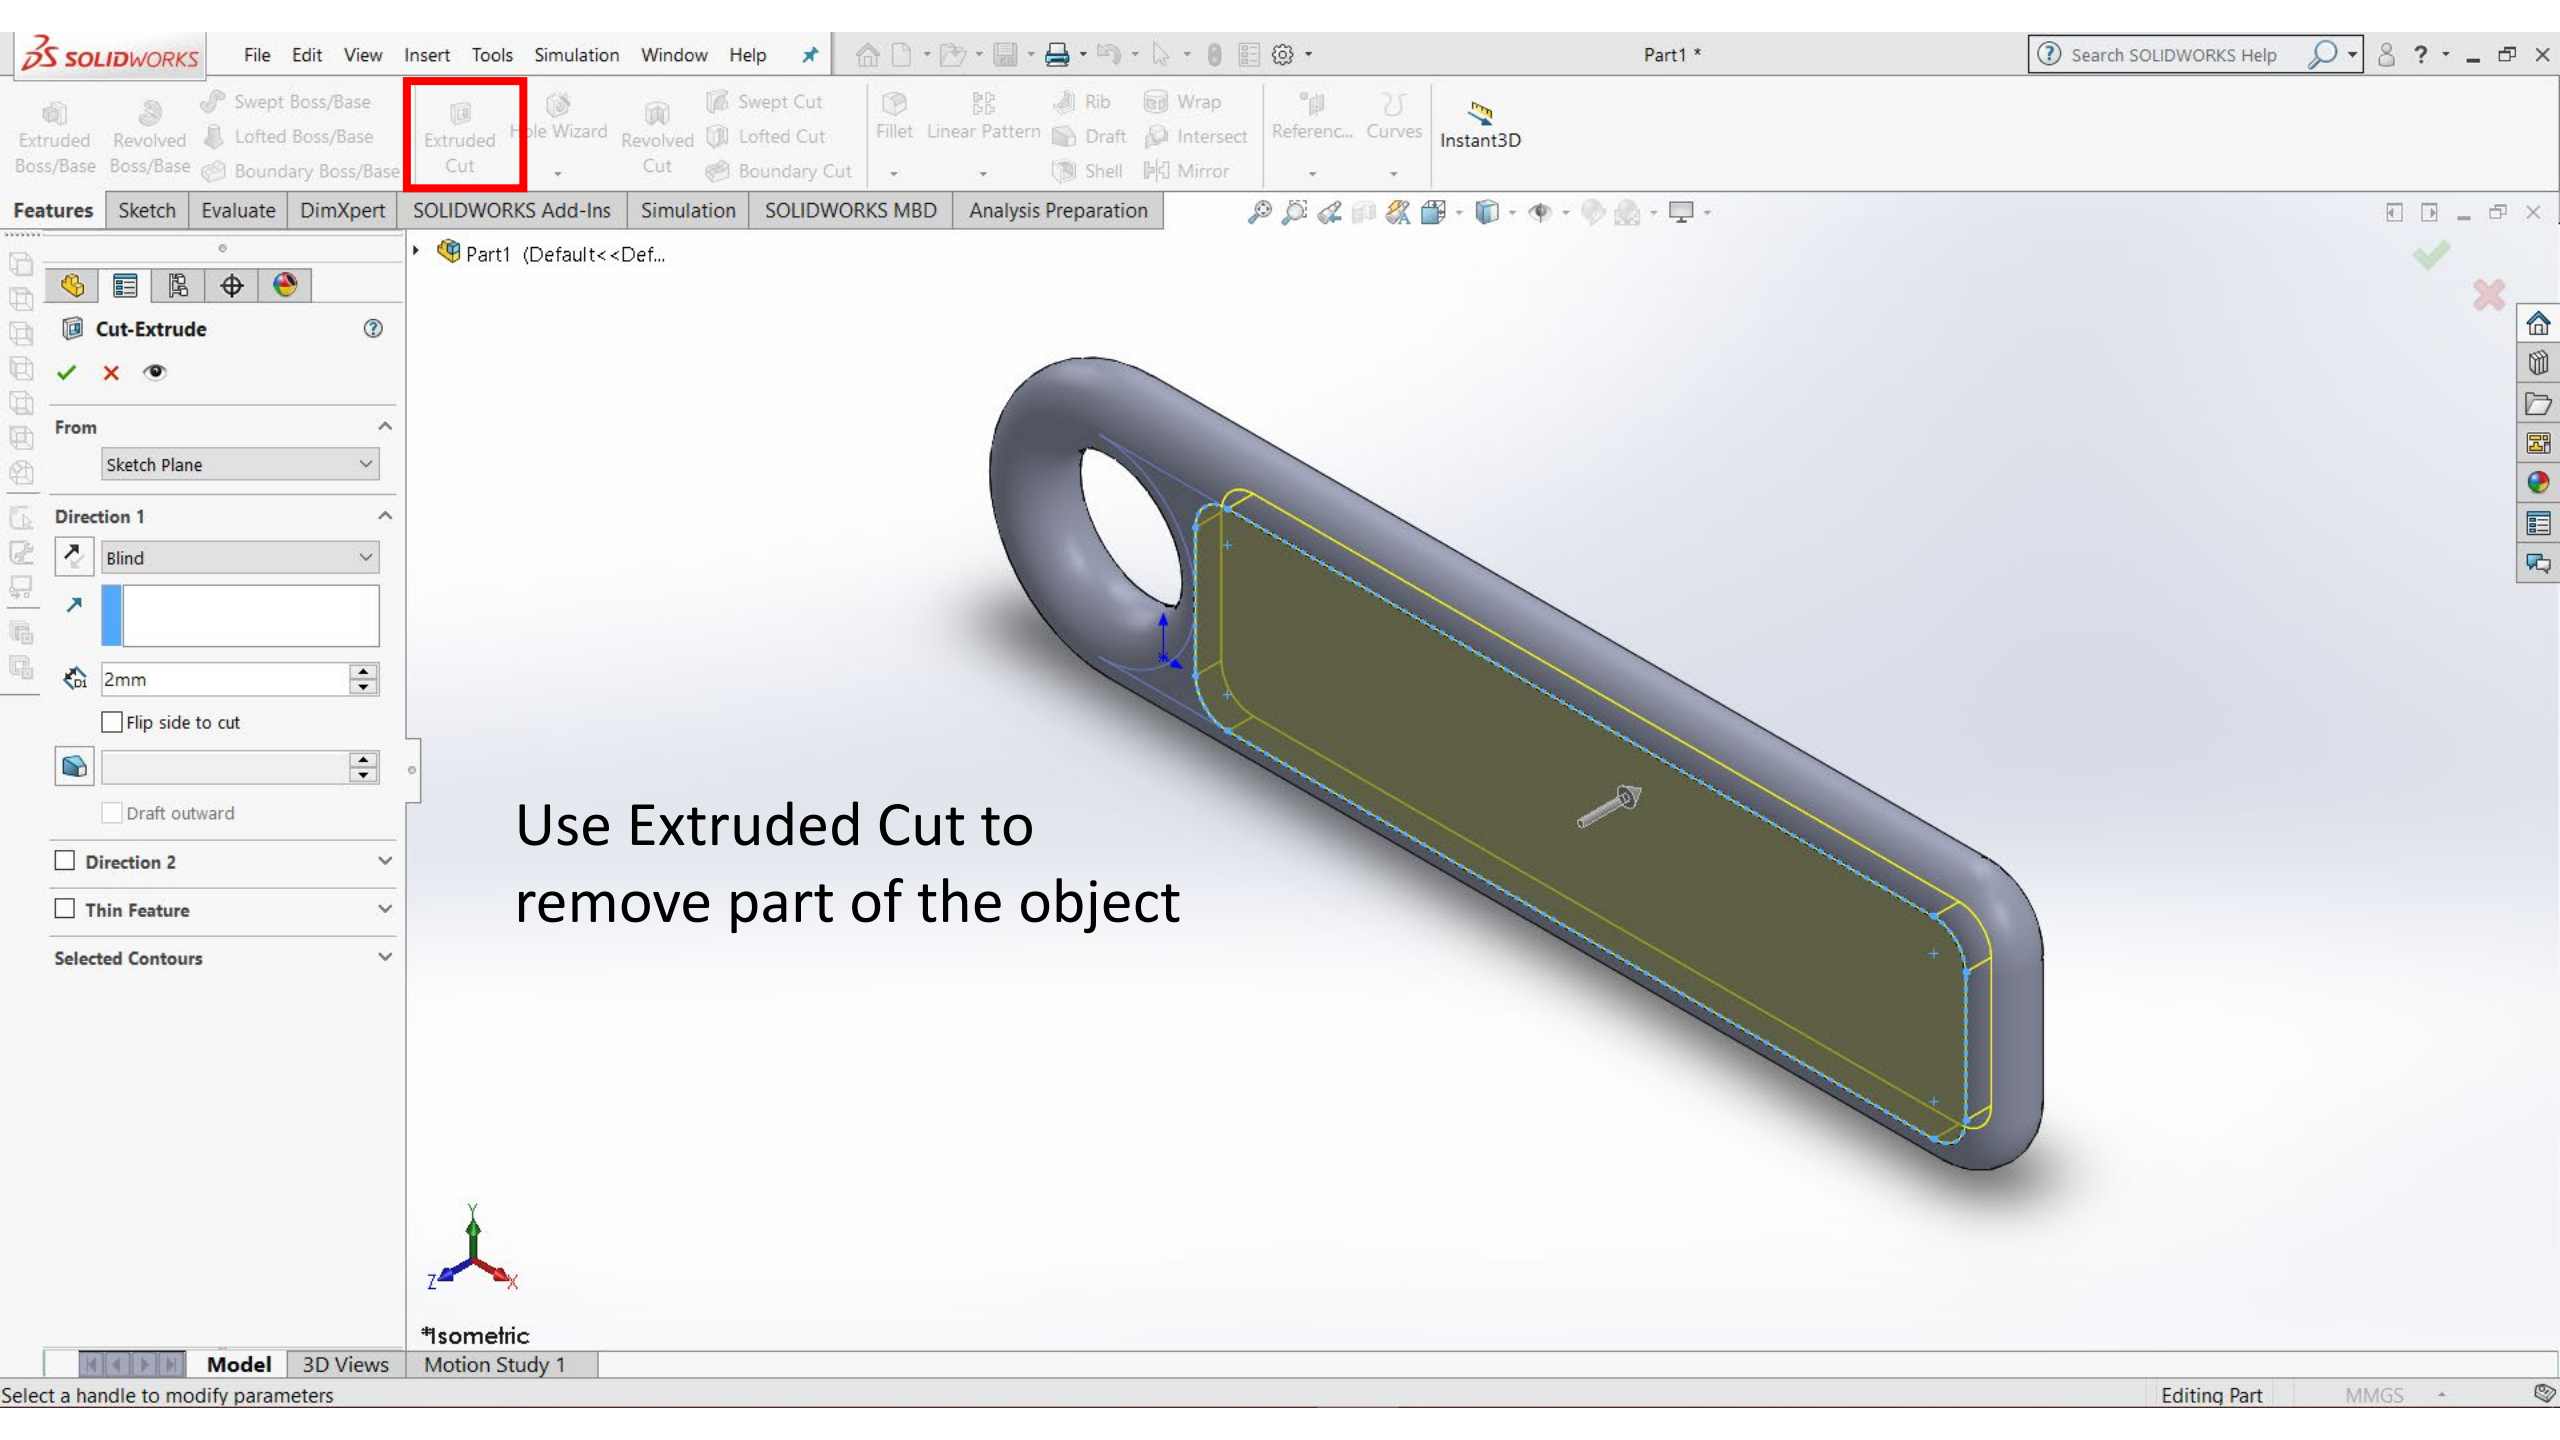 SOLIDWORKS File Edit View Insert Tools Simulation Window Help Part1 * Search SOLIDWORKS Help ?
Extruded Boss/Base
Revolved Boss/Base
Swept Boss/Base
Lofted Boss/Base
Boundary Boss/Base
Extruded Cut
Hole Wizard
Revolved Cut
Swept Cut
Lofted Cut
Boundary Cut
Fillet
Linear Pattern
Rib
Draft
Shell
Wrap
Intersect
Mirror
Referenc...
Curves
Instant3D
Features Sketch Evaluate DimXpert SOLIDWORKS Add-Ins Simulation SOLIDWORKS MBD Analysis Preparation
Part1 (Default<<Def...
Cut-Extrude
From
Sketch Plane
Direction 1
Blind
D1 2mm
Flip side to cut
Draft outward
Direction 2
Thin Feature
Selected Contours
Use Extruded Cut to
remove part of the object
Y
Z X
*Isometric
Model 3D Views Motion Study 1
Select a handle to modify parameters Editing Part MMGS